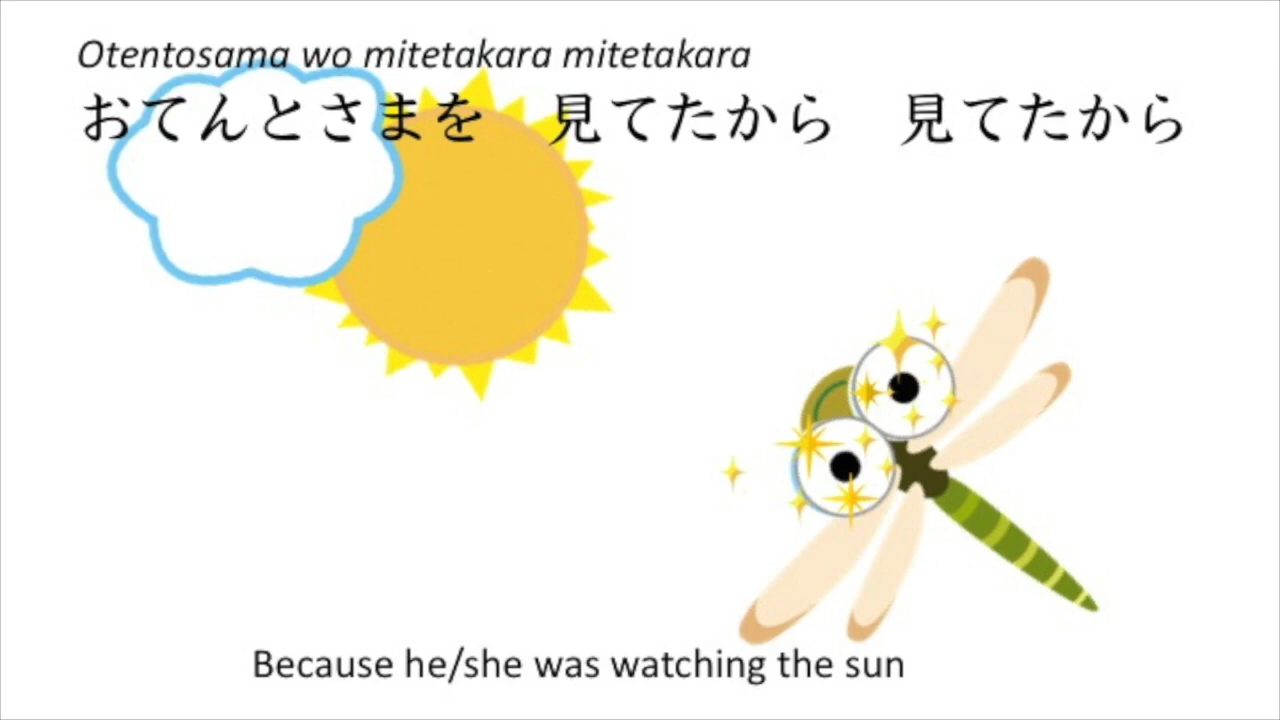 Otentosama wo mitetakara mitetakara
おてんとさまを　見てたから　見てたから
Because he/she was watching the sun